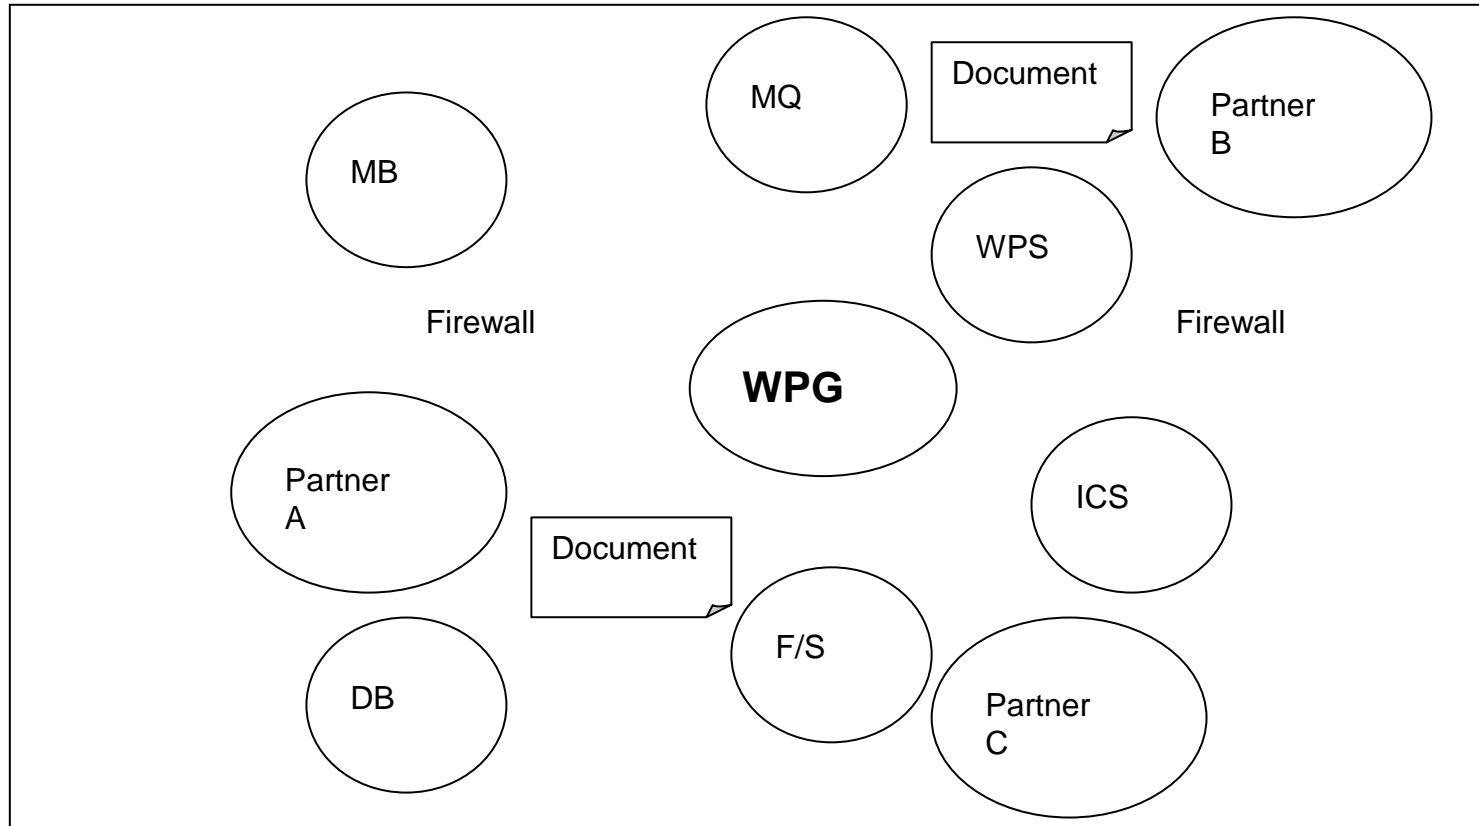 Document
MQ
Partner
B
MB
WPS
Firewall
Firewall
WPG
Partner
A
ICS
Document
F/S
DB
Partner
C